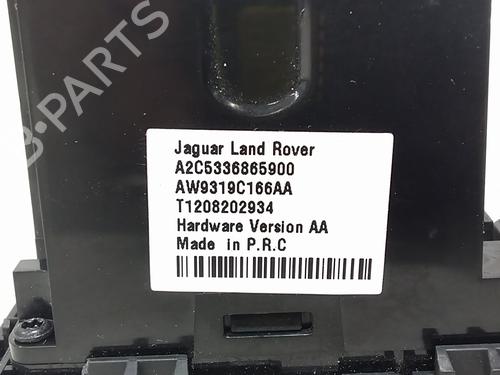 B-PARTS
Jaguar Land Rover
A2C5336865900
AW9319C166AA
T1208202934
Hardware Version AA
Made in P.R.C